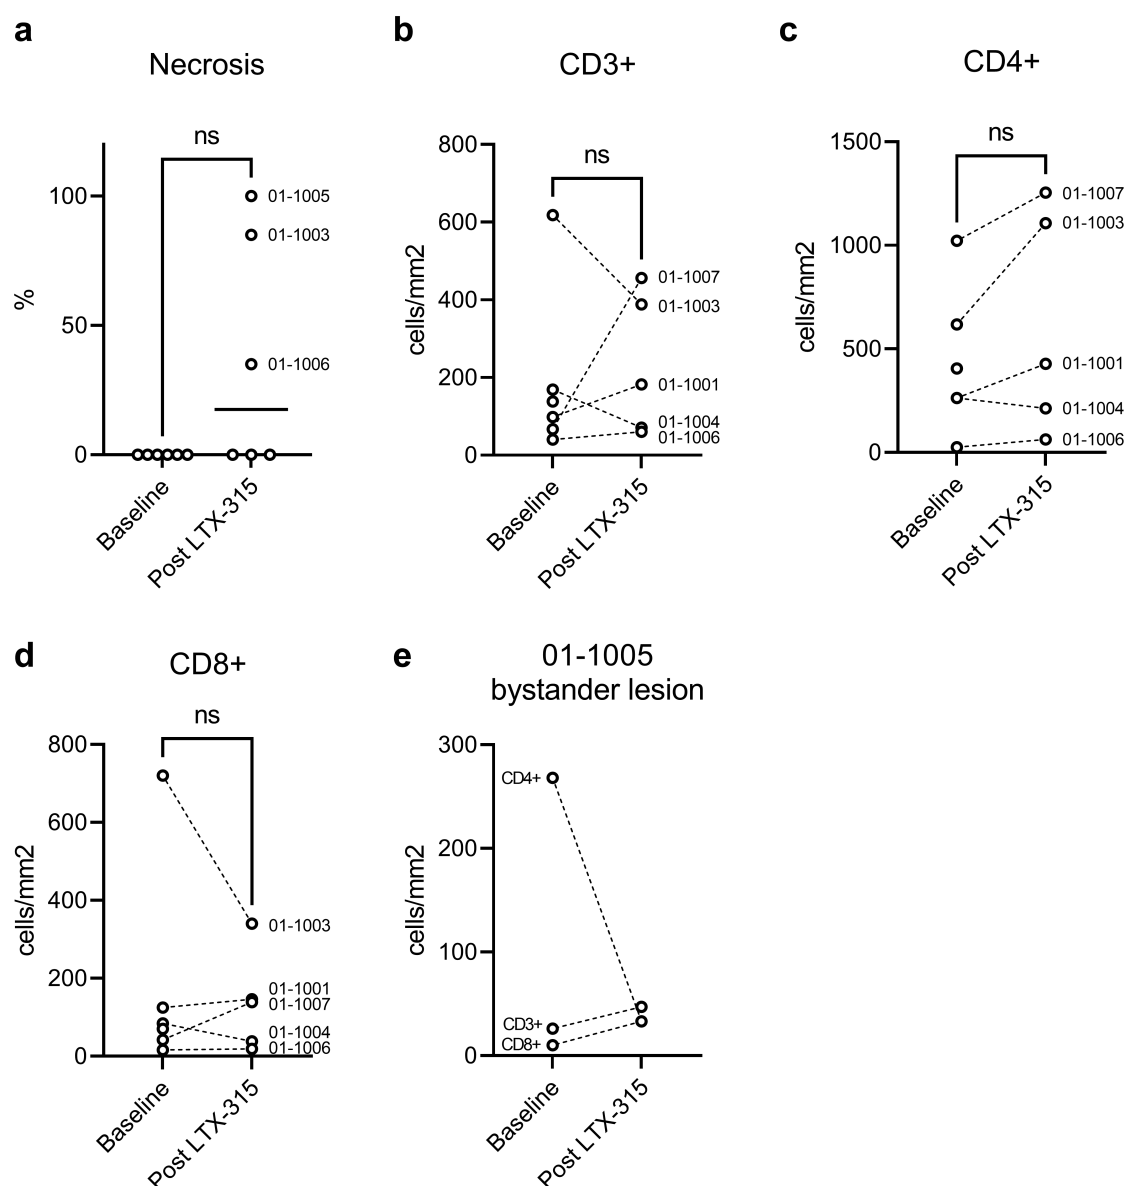 a
Necrosis
ns
%
100
50
0
01-1005
01-1003
01-1006
Baseline
Post LTX-315
b
CD3+
ns
cells/mm2
800
600
400
200
0
01-1007
01-1003
01-1001
01-1004
01-1006
Baseline
Post LTX-315
c
CD4+
ns
cells/mm2
1500
1000
500
0
01-1007
01-1003
01-1001
01-1004
01-1006
Baseline
Post LTX-315
d
CD8+
ns
cells/mm2
800
600
400
200
0
01-1003
01-1001
01-1007
01-1004
01-1006
Baseline
Post LTX-315
e
01-1005
bystander lesion
cells/mm2
300
200
100
0
CD4+
CD3+
CD8+
Baseline
Post LTX-315